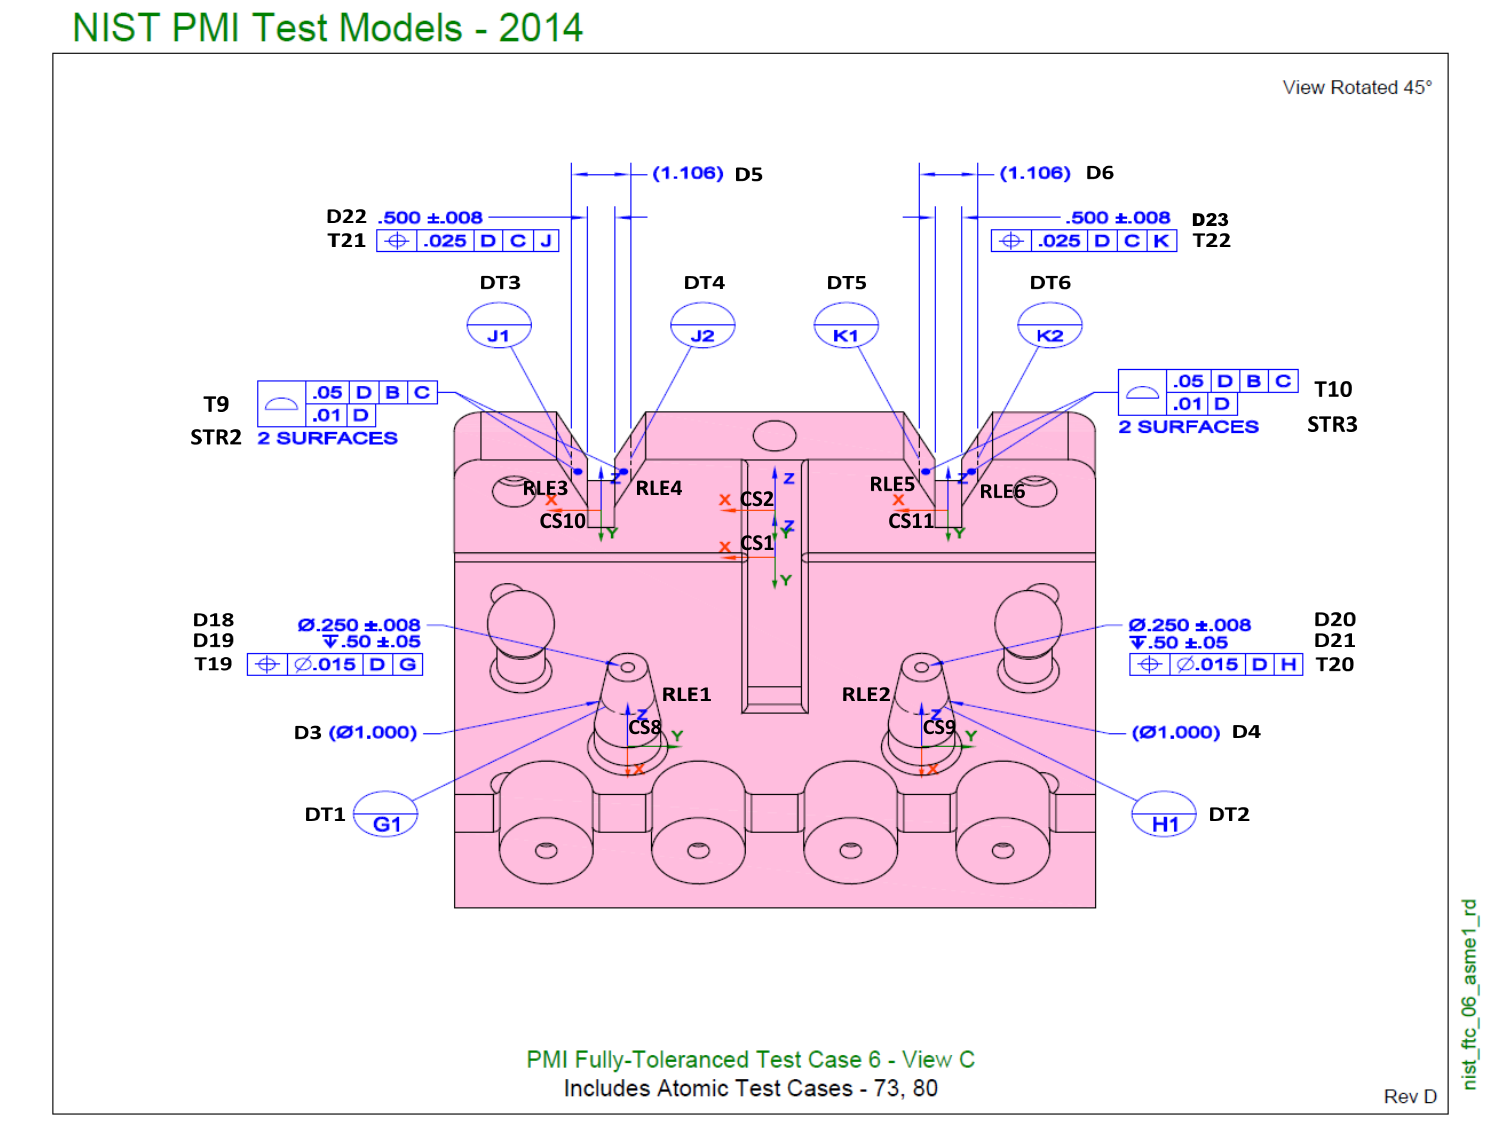 NIST PMI Test Models - 2014
View Rotated 45°
(1.106) D5
(1.106) D6
D22 .500 ±.008
.500 ±.008 D23
T21 ⌖ .025 D C J
⌖ .025 D C K T22
DT3
DT4
DT5
DT6
J1
J2
K1
K2
T9 ⌓ .05 D B C
.01 D
STR2 2 SURFACES
⌓ .05 D B C T10
.01 D
2 SURFACES STR3
RLE3
RLE4
RLE5
RLE6
X Z Y CS10
X Z Y CS2
X Z Y CS1
X Z Y CS11
D18 Ø.250 ±.008
D19 ↧.50 ±.05
T19 ⌖ Ø.015 D G
Ø.250 ±.008 D20
↧.50 ±.05 D21
⌖ Ø.015 D H T20
RLE1
RLE2
D3 (Ø1.000)
Z CS8 Y X
Z CS9 Y X
(Ø1.000) D4
DT1 G1
H1 DT2
PMI Fully-Toleranced Test Case 6 - View C
Includes Atomic Test Cases - 73, 80
Rev D
nist_ftc_06_asme1_rd